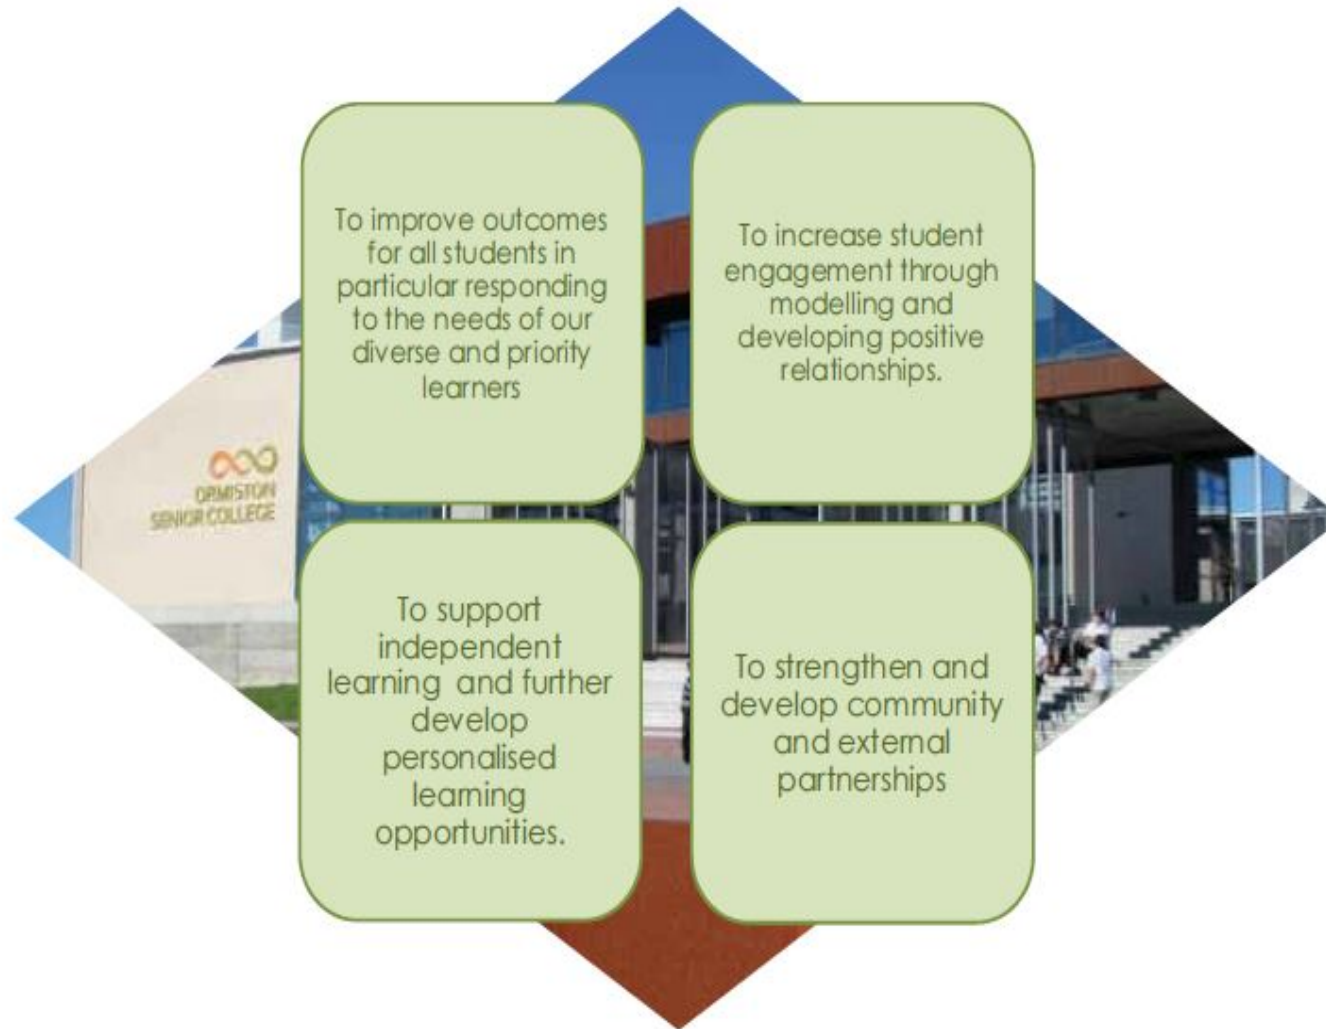 To improve outcomes
for all students in
particular responding
to the needs of our
diverse and priority
learners
To increase student
engagement through
modelling and
developing positive
relationships.
ORMISTON
SENIOR COLLEGE
To support
independent
learning and further
develop
personalised
learning
opportunities.
To strengthen and
develop community
and external
partnerships